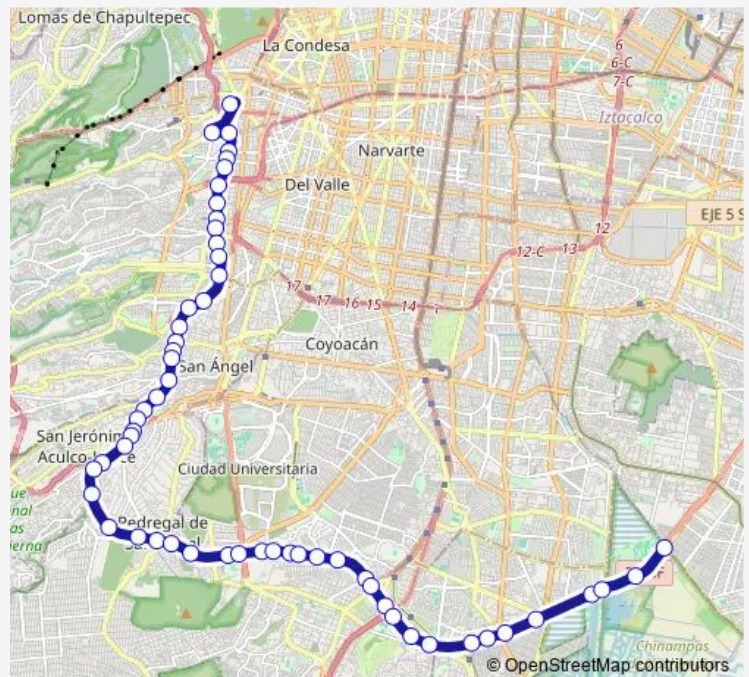 Lomas de Chapultepec
La Condesa
6
6-C
7-C
Iztacalco
Narvarte
Del Valle
EJE 5 S
12
12-C 13
17
17 16 15 14
Coyoacán
San Ángel
San Jerónim
Aculco-
Ciudad Universitaria
Pedregal de
Chinampas
© OpenStreetMap contributors